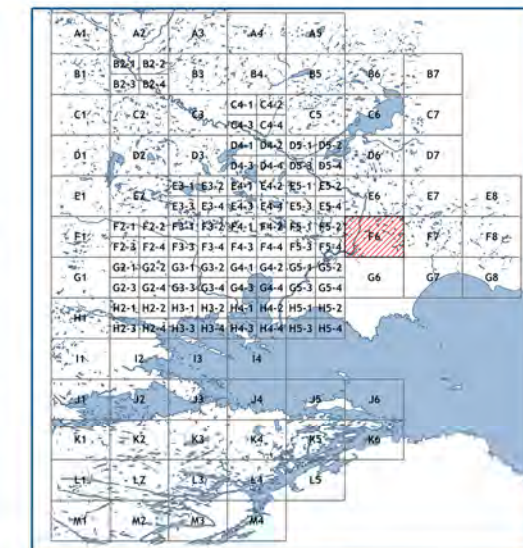 A1 A2 A3 A4 A5
B2-1 B2-2
B1 B3 B4 B5 B6 B7
B2-3 B2-4
C4-1 C4-2
C1 C2 C3 C5 C6 C7
C4-3 C4-4
D4-1 D4-2 D5-1 D5-2
D1 D2 D3 D6 D7
D4-3 D4-4 D5-3 D5-4
E3-1 E3-2 E4-1 E4-2 E5-1 E5-2
E1 E2 E6 E7 E8
E3-3 E3-4 E4-3 E4-4 E5-3 E5-4
F2-1 F2-2 F3-1 F3-2 F4-1 F4-2 F5-1 F5-2
F1 F6 F7 F8
F2-3 F2-4 F3-3 F3-4 F4-3 F4-4 F5-3 F5-4
G2-1 G2-2 G3-1 G3-2 G4-1 G4-2 G5-1 G5-2
G1 G6 G7 G8
G2-3 G2-4 G3-3 G3-4 G4-3 G4-4 G5-3 G5-4
H2-1 H2-2 H3-1 H3-2 H4-1 H4-2 H5-1 H5-2
H1
H2-3 H2-4 H3-3 H3-4 H4-3 H4-4 H5-3 H5-4
I1 I2 I3 I4
J1 J2 J3 J4 J5 J6
K1 K2 K3 K4 K5 K6
L1 L2 L3 L4 L5
M1 M2 M3 M4